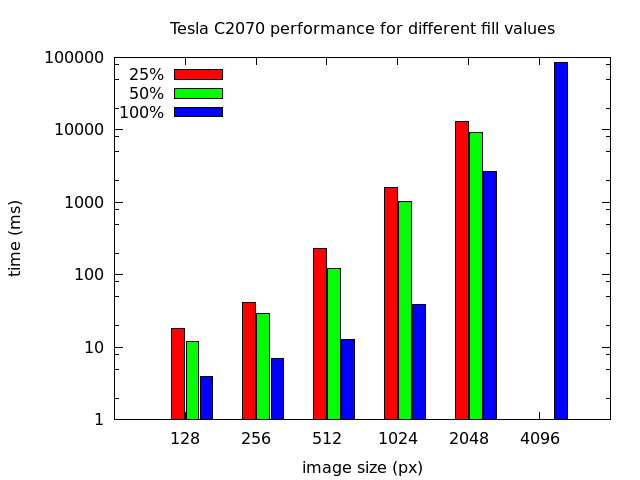 Tesla C2070 performance for different fill values
100000
10000
1000
100
10
1
time (ms)
25%
50%
100%
128 256 512 1024 2048 4096
image size (px)